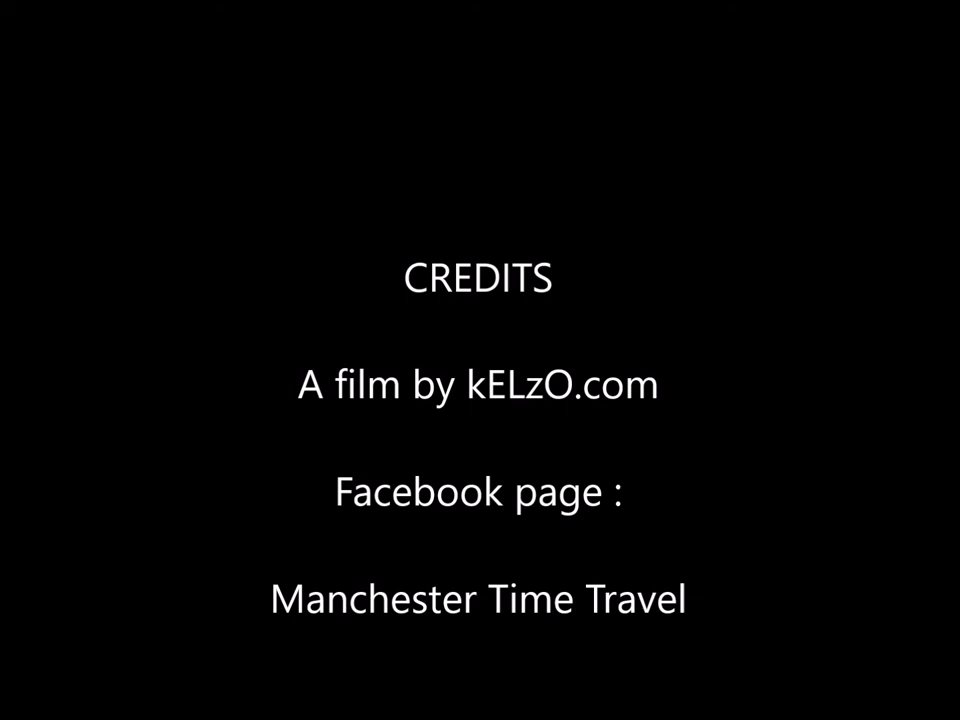 CREDITS
A film by kELzO.com
Facebook page :
Manchester Time Travel